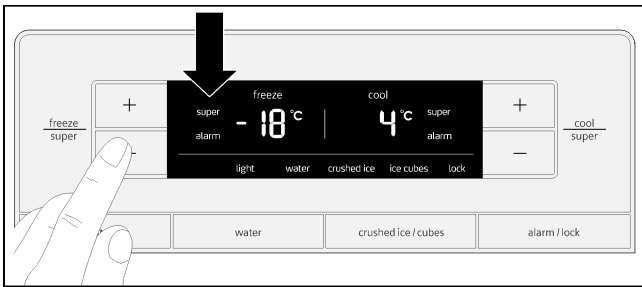 freeze
super
+
-
freeze
super
alarm
-18 °C
cool
4 °C
super
alarm
light
water
crushed ice
ice cubes
lock
+
—
cool
super
water
crushed ice / cubes
alarm / lock